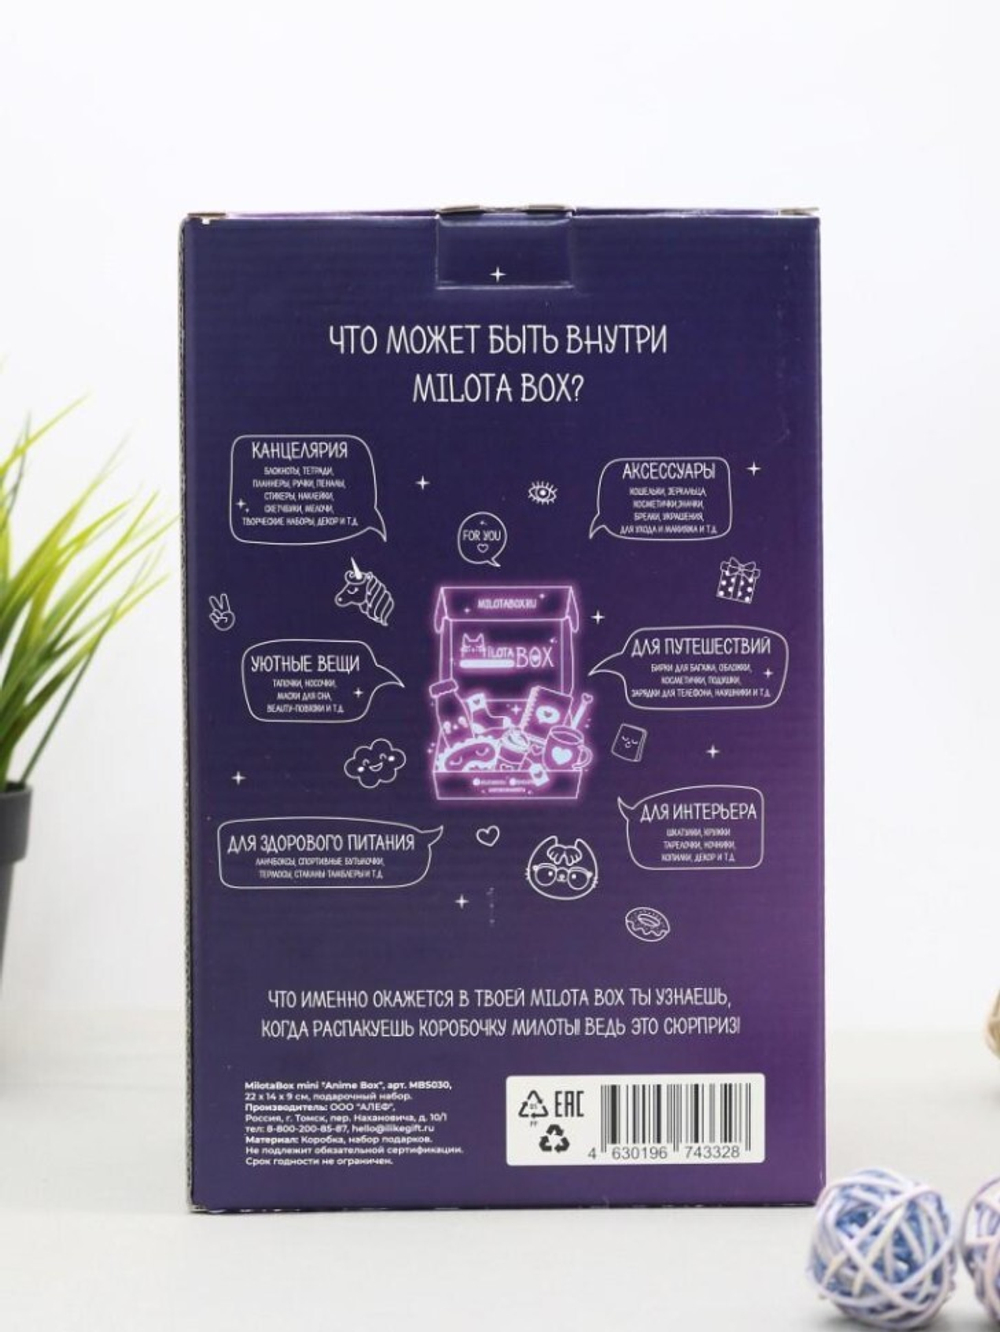 ЧТО МОЖЕТ БЫТЬ ВНУТРИ
MILOTA BOX?
КАНЦЕЛЯРИЯ
БЛОКНОТЫ, ТЕТРАДИ,
ПЛАННЕРЫ, РУЧКИ, ПЕНАЛЫ,
СТИКЕРЫ, НАКЛЕЙКИ,
СКЕТЧБУКИ, МЕЛОЧИ,
ТВОРЧЕСКИЕ НАБОРЫ, ДЕКОР И Т.Д.
АКСЕССУАРЫ
КОШЕЛЬКИ, ЗЕРКАЛЬЦА,
КОСМЕТИЧКИ, ЗНАЧКИ,
БРЕЛКИ, УКРАШЕНИЯ,
ДЛЯ УХОДА И МАКИЯЖА И Т.Д.
FOR YOU
MILOTABOX.RU
MILOTA BOX
УЮТНЫЕ ВЕЩИ
ТАПОЧКИ, НОСОЧКИ,
МАСКИ ДЛЯ СНА,
BEAUTY-ПОВЯЗКИ И Т.Д.
ДЛЯ ПУТЕШЕСТВИЙ
БИРКИ ДЛЯ БАГАЖА, ОБЛОЖКИ,
КОСМЕТИЧКИ, ПОДУШКИ,
ЗАРЯДКИ ДЛЯ ТЕЛЕФОНА, НАУШНИКИ И Т.Д.
ДЛЯ ЗДОРОВОГО ПИТАНИЯ
ЛАНЧБОКСЫ, СПОРТИВНЫЕ БУТЫЛОЧКИ,
ТЕРМОСЫ, СТАКАНЫ-ТАМБЛЕРЫ И Т.Д.
ДЛЯ ИНТЕРЬЕРА
ШКАТУЛКИ, КРУЖКИ
ТАРЕЛОЧКИ, НОЧНИКИ,
КОПИЛКИ, ДЕКОР И Т.Д.
ЧТО ИМЕННО ОКАЖЕТСЯ В ТВОЕЙ MILOTA BOX ТЫ УЗНАЕШЬ,
КОГДА РАСПАКУЕШЬ КОРОБОЧКУ МИЛОТЫ! ВЕДЬ ЭТО СЮРПРИЗ!
MilotaBox mini "Anime Box", арт. MBS030,
22 x 14 x 9 см, подарочный набор.
Производитель: ООО "АЛЕФ",
Россия, г. Томск, пер. Нахановича, д. 10/1
тел: 8-800-200-85-87, hello@ilikegift.ru
Материал: Коробка, набор подарков.
Не подлежит обязательной сертификации.
Срок годности не ограничен.
PP
EAC
4 630196 743328